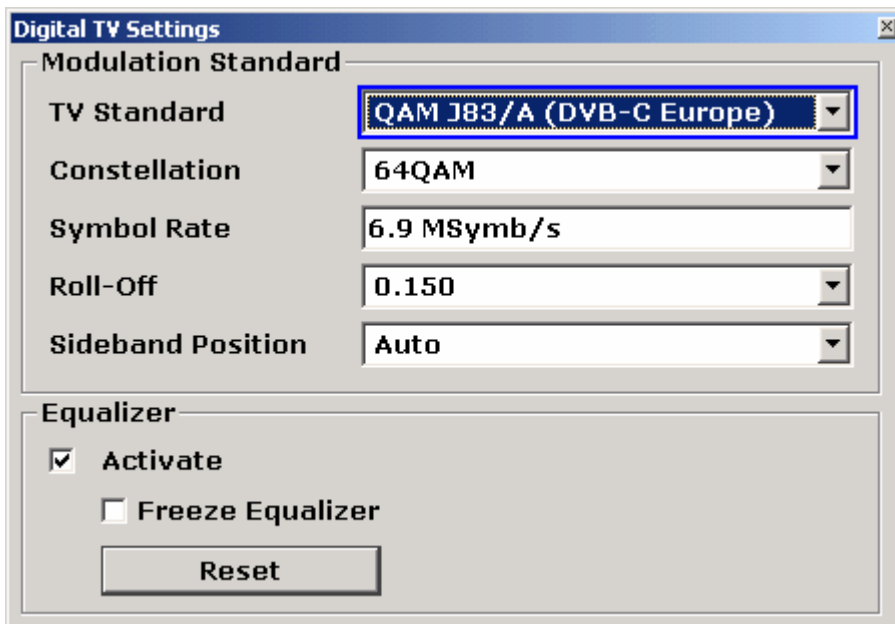 Digital TV Settings
Modulation Standard
TV Standard QAM J83/A (DVB-C Europe)
Constellation 64QAM
Symbol Rate 6.9 MSymb/s
Roll-Off 0.150
Sideband Position Auto
Equalizer
Activate
Freeze Equalizer
Reset